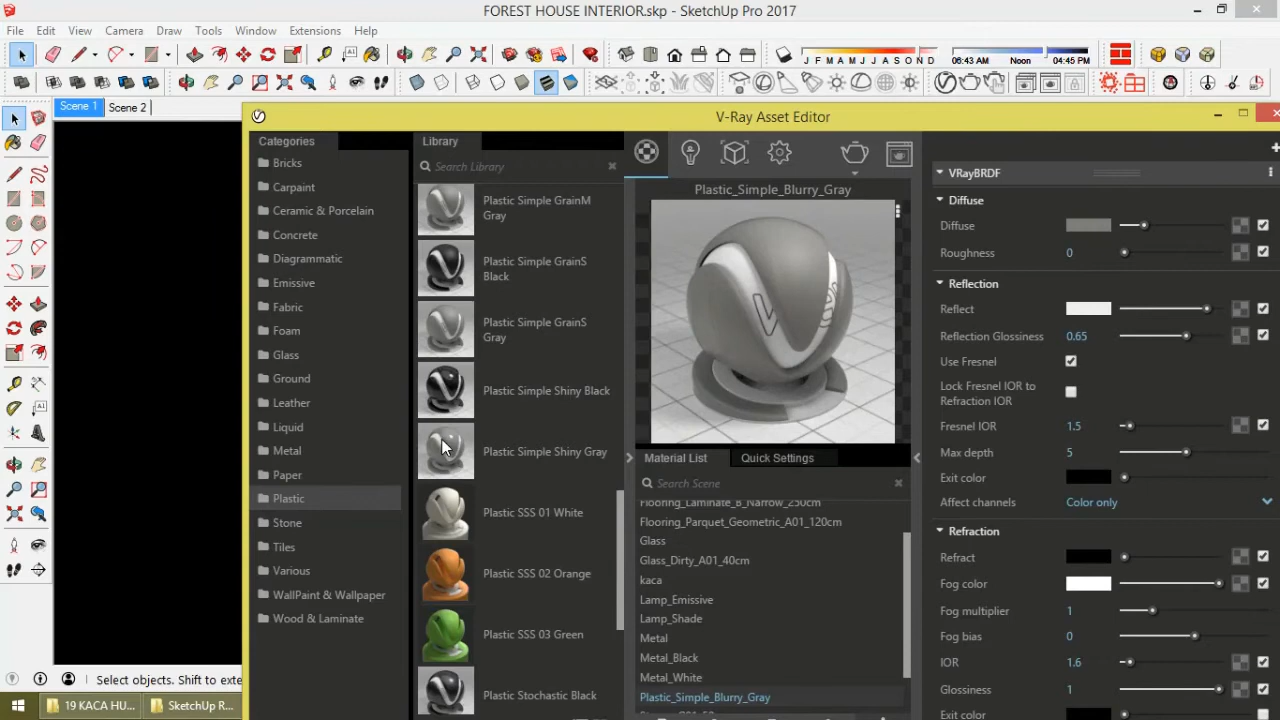 FOREST HOUSE INTERIOR.skp - SketchUp Pro 2017
File Edit View Camera Draw Tools Window Extensions Help
J F M A M J J A S O N D 06:43 AM Noon 04:45 PM
Scene 1 Scene 2
V-Ray Asset Editor
Categories
Bricks
Carpaint
Ceramic & Porcelain
Concrete
Diagrammatic
Emissive
Fabric
Foam
Glass
Ground
Leather
Liquid
Metal
Paper
Plastic
Stone
Tiles
Various
WallPaint & Wallpaper
Wood & Laminate
Library
Search Library
Plastic Simple GrainM
Gray
Plastic Simple GrainS
Black
Plastic Simple GrainS
Gray
Plastic Simple Shiny Black
Plastic Simple Shiny Gray
Plastic SSS 01 White
Plastic SSS 02 Orange
Plastic SSS 03 Green
Plastic Stochastic Black
Plastic_Simple_Blurry_Gray
Material List Quick Settings
Search Scene
Flooring_Laminate_B_Narrow_250cm
Flooring_Parquet_Geometric_A01_120cm
Glass
Glass_Dirty_A01_40cm
kaca
Lamp_Emissive
Lamp_Shade
Metal
Metal_Black
Metal_White
Plastic_Simple_Blurry_Gray
VRayBRDF
Diffuse
Diffuse
Roughness 0
Reflection
Reflect
Reflection Glossiness 0.65
Use Fresnel
Lock Fresnel IOR to
Refraction IOR
Fresnel IOR 1.5
Max depth 5
Exit color
Affect channels Color only
Refraction
Refract
Fog color
Fog multiplier 1
Fog bias 0
IOR 1.6
Glossiness 1
Exit color
Select objects. Shift to exte
19 KACA HU... SketchUp R...